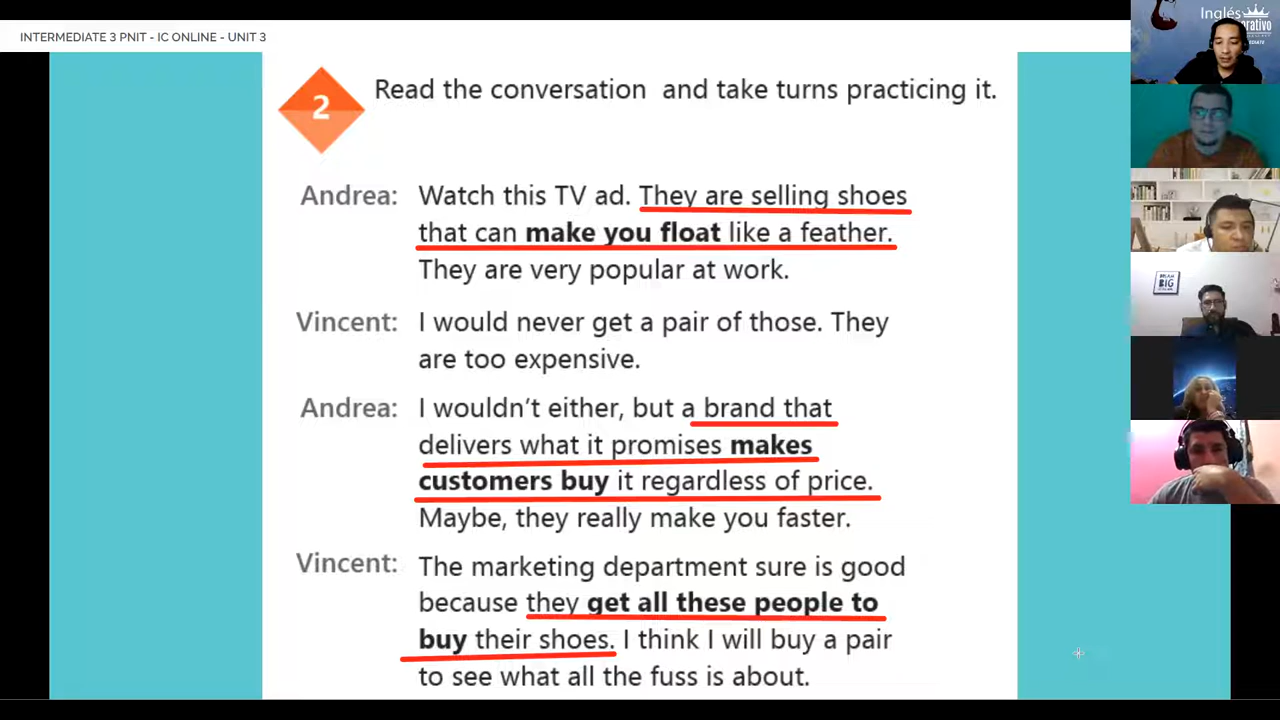 INTERMEDIATE 3 PNIT - IC ONLINE - UNIT 3
Inglés
2
Read the conversation and take turns practicing it.
Andrea: Watch this TV ad. They are selling shoes
that can make you float like a feather.
They are very popular at work.
Vincent: I would never get a pair of those. They
are too expensive.
Andrea: I wouldn't either, but a brand that
delivers what it promises makes
customers buy it regardless of price.
Maybe, they really make you faster.
Vincent: The marketing department sure is good
because they get all these people to
buy their shoes. I think I will buy a pair
to see what all the fuss is about.
BIG